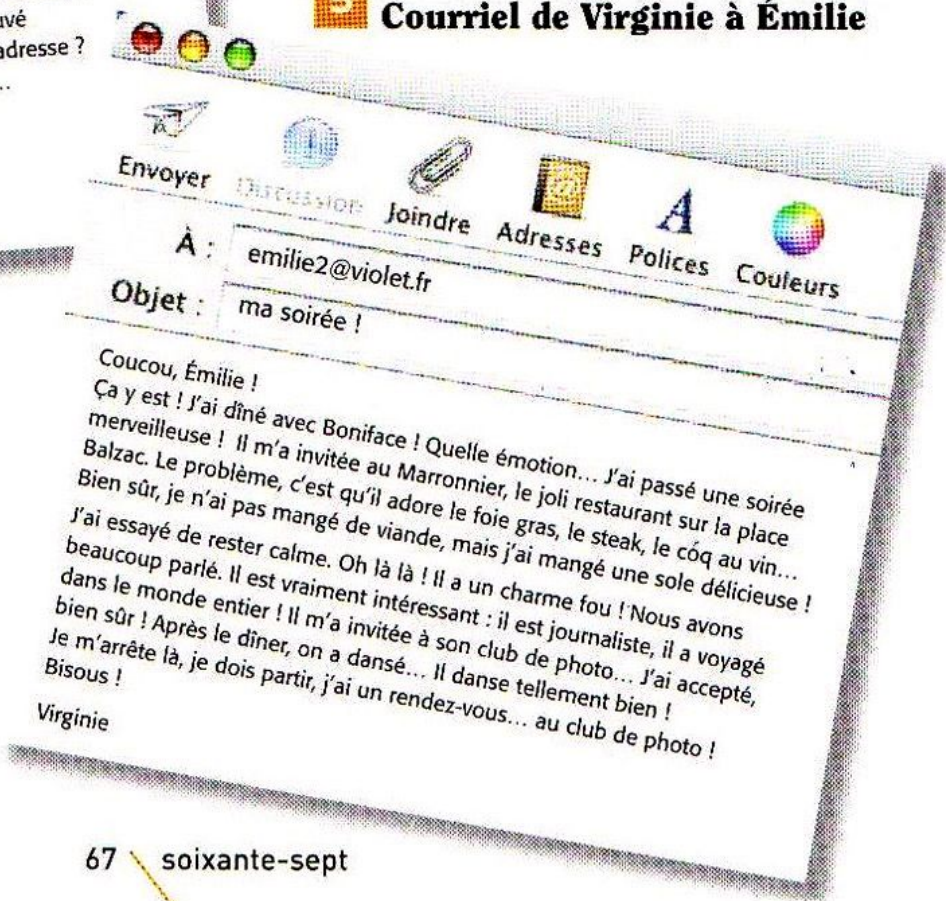 vé
adresse ?
..
5 Courriel de Virginie à Émilie
Envoyer Discussion Joindre Adresses Polices Couleurs
À : emilie2@violet.fr
Objet : ma soirée !
Coucou, Émilie !
Ça y est ! J'ai dîné avec Boniface ! Quelle émotion... J'ai passé une soirée
merveilleuse ! Il m'a invitée au Marronnier, le joli restaurant sur la place
Balzac. Le problème, c'est qu'il adore le foie gras, le steak, le coq au vin...
Bien sûr, je n'ai pas mangé de viande, mais j'ai mangé une sole délicieuse !
J'ai essayé de rester calme. Oh là là ! Il a un charme fou ! Nous avons
beaucoup parlé. Il est vraiment intéressant : il est journaliste, il a voyagé
dans le monde entier ! Il m'a invitée à son club de photo... J'ai accepté,
bien sûr ! Après le dîner, on a dansé... Il danse tellement bien !
Je m'arrête là, je dois partir, j'ai un rendez-vous... au club de photo !
Bisous !
Virginie
67 soixante-sept